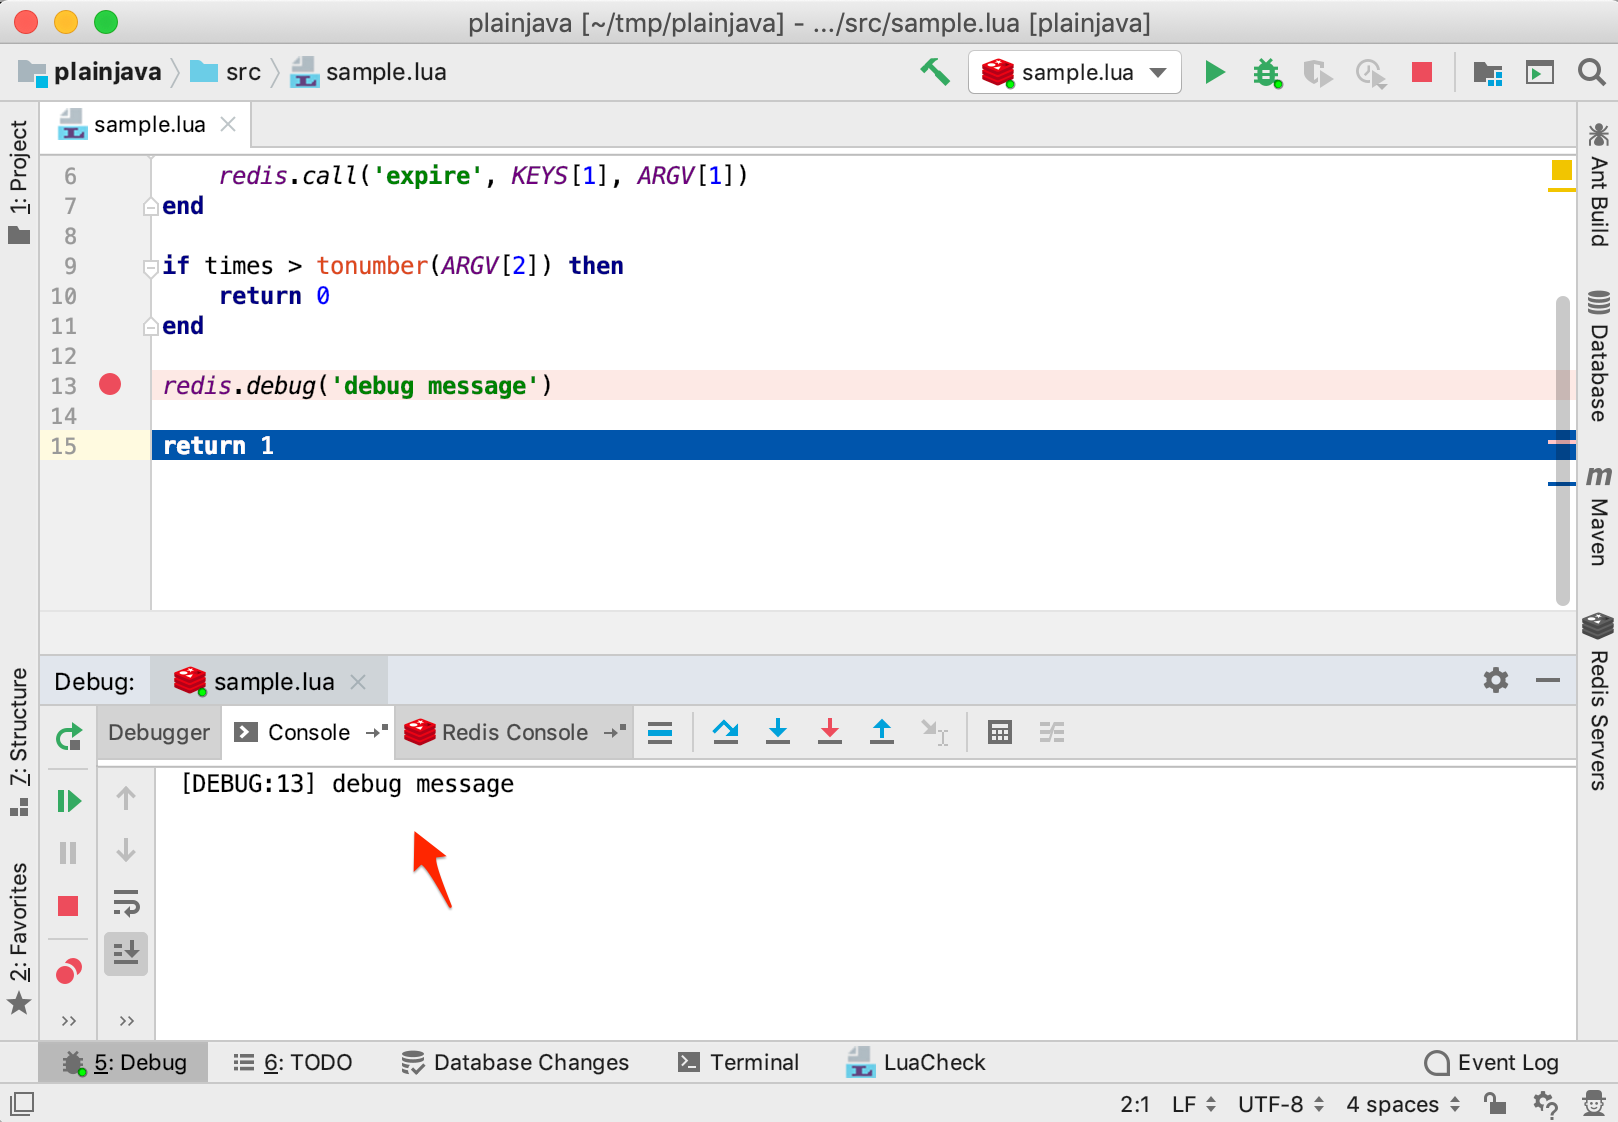 plainjava [~/tmp/plainjava] - .../src/sample.lua [plainjava]
plainjava src sample.lua sample.lua
1: Project
sample.lua
6 redis.call('expire', KEYS[1], ARGV[1])
7 end
8
9 if times > tonumber(ARGV[2]) then
10 return 0
11 end
12
13 redis.debug('debug message')
14
15 return 1
Ant Build
Database
m Maven
Redis Servers
7: Structure
2: Favorites
Debug: sample.lua
Debugger Console Redis Console
[DEBUG:13] debug message
5: Debug 6: TODO Database Changes Terminal LuaCheck Event Log
2:1 LF UTF-8 4 spaces